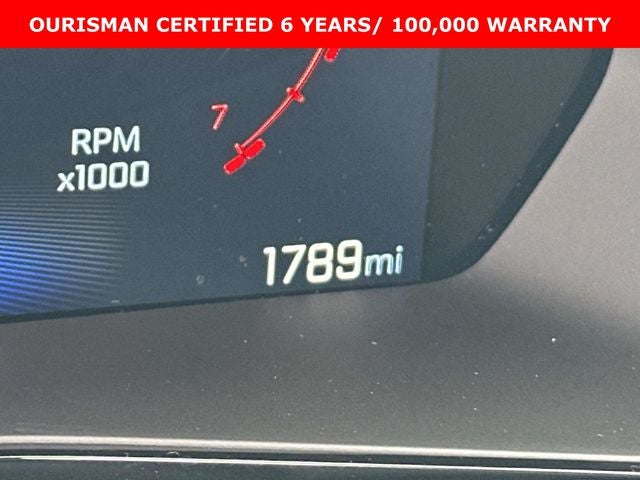 OURISMAN CERTIFIED 6 YEARS/ 100,000 WARRANTY
7
RPM
x1000
1789mi